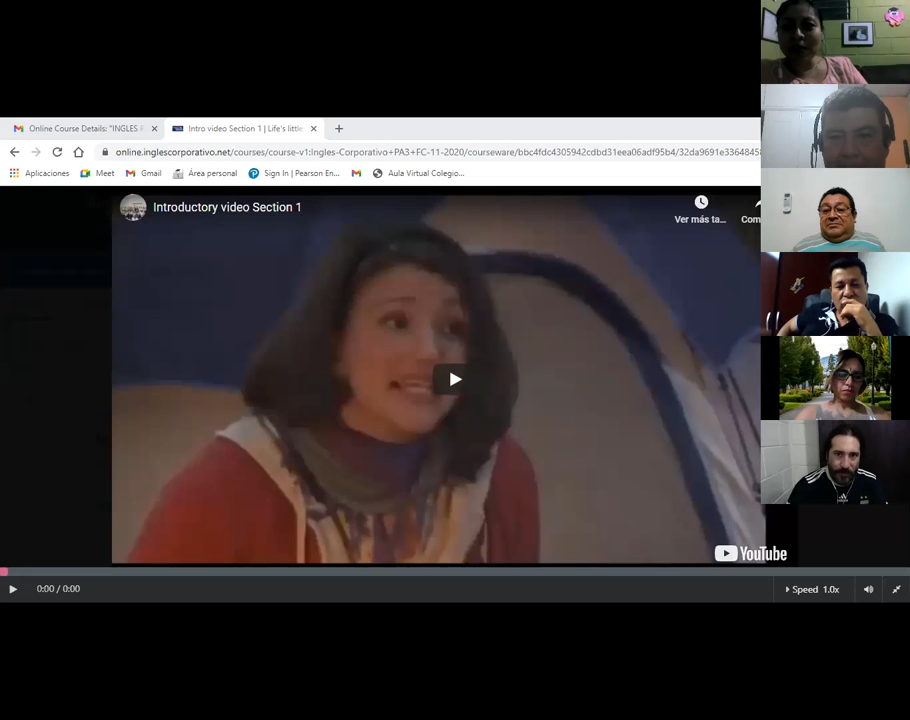 Online Course Details: "INGLES P
Intro video Section 1 | Life's little
online.inglescorporativo.net/courses/course-v1:Ingles-Corporativo+PA3+FC-11-2020/courseware/bbc4fdc4305942cdbd31eea06adf95b4/32da9691e33648458
Aplicaciones Meet Gmail Área personal Sign In | Pearson En... Aula Virtual Colegio...
Introductory video Section 1
Ver más ta... Com
YouTube
0:00 / 0:00 Speed 1.0x